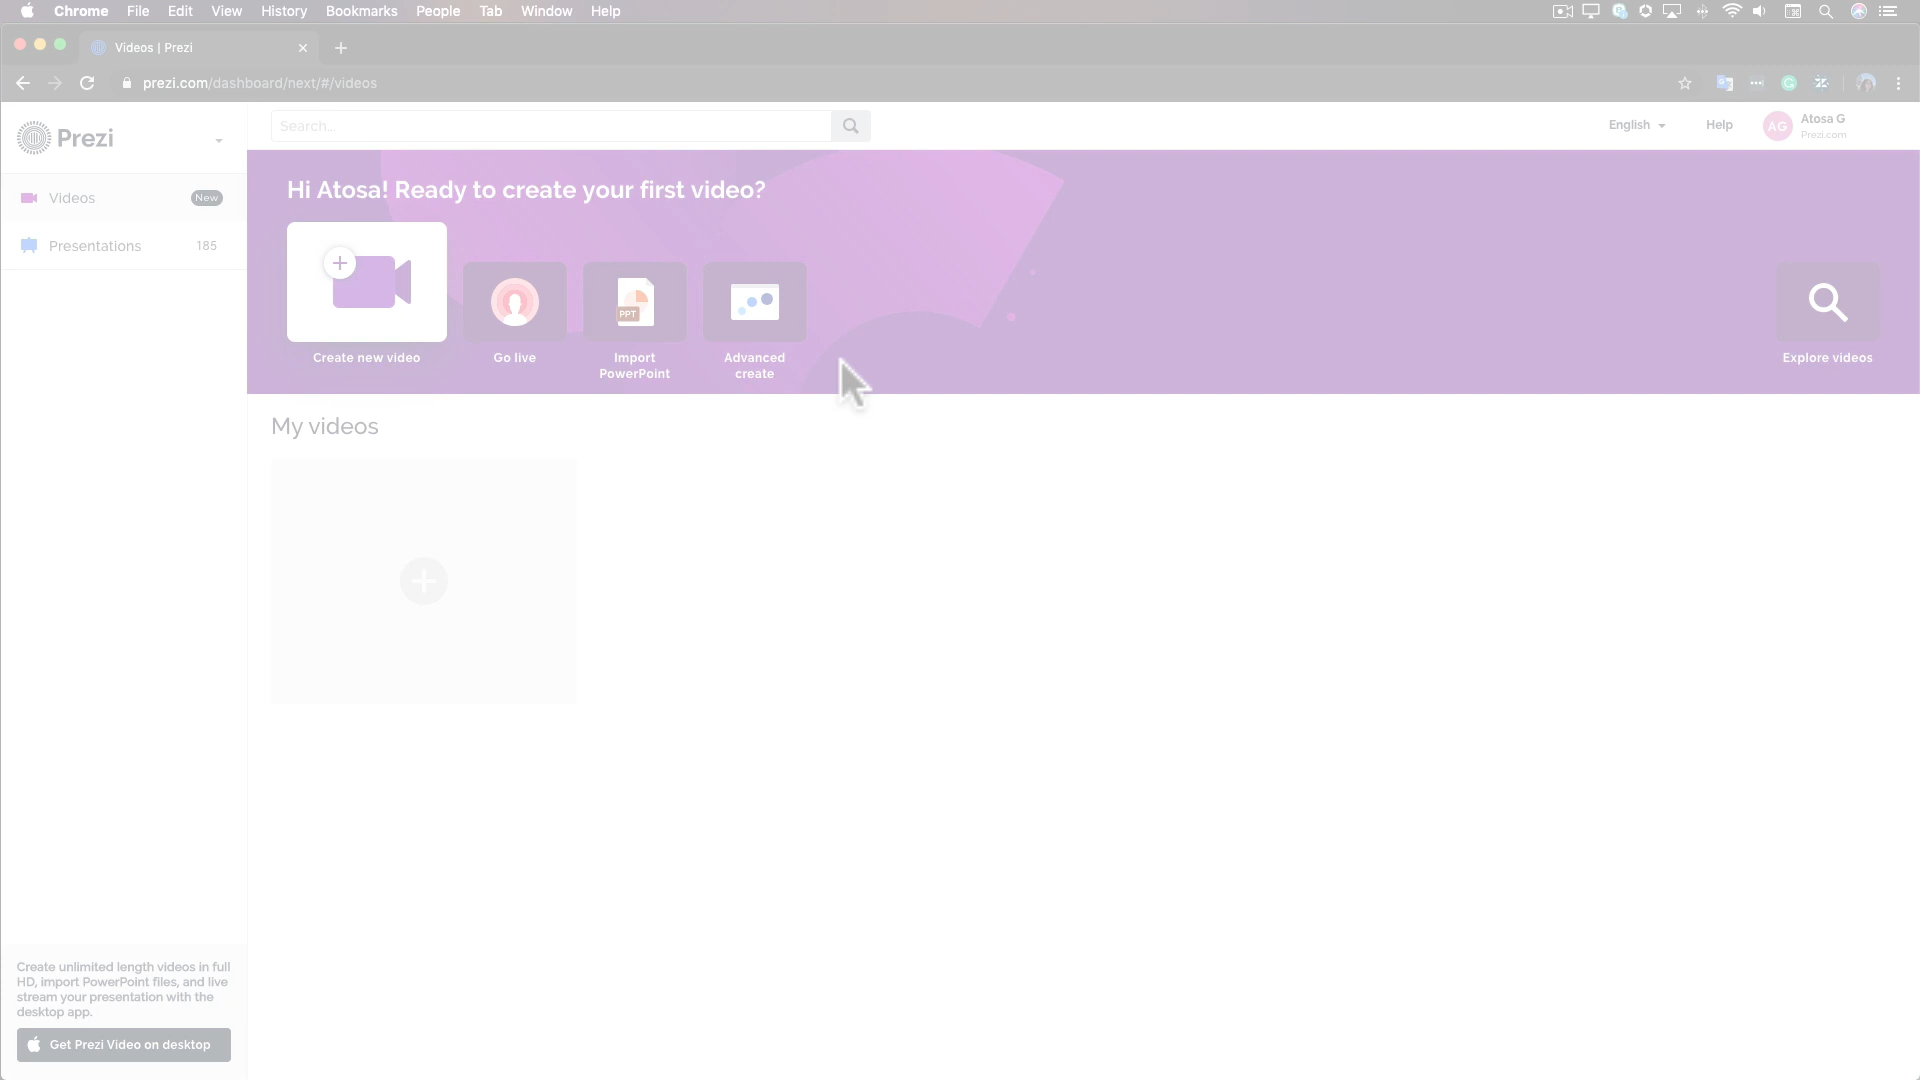 Chrome File Edit View History Bookmarks People Tab Window Help
Videos | Prezi
prezi.com/dashboard/next/#/videos
Prezi
Search...
English
Help
AG
Atosa G
Prezi.com
Videos
New
Presentations
185
Hi Atosa! Ready to create your first video?
PPT
Create new video
Go live
Import
PowerPoint
Advanced
create
Explore videos
My videos
Create unlimited length videos in full
HD, import PowerPoint files, and live
stream your presentation with the
desktop app.
Get Prezi Video on desktop